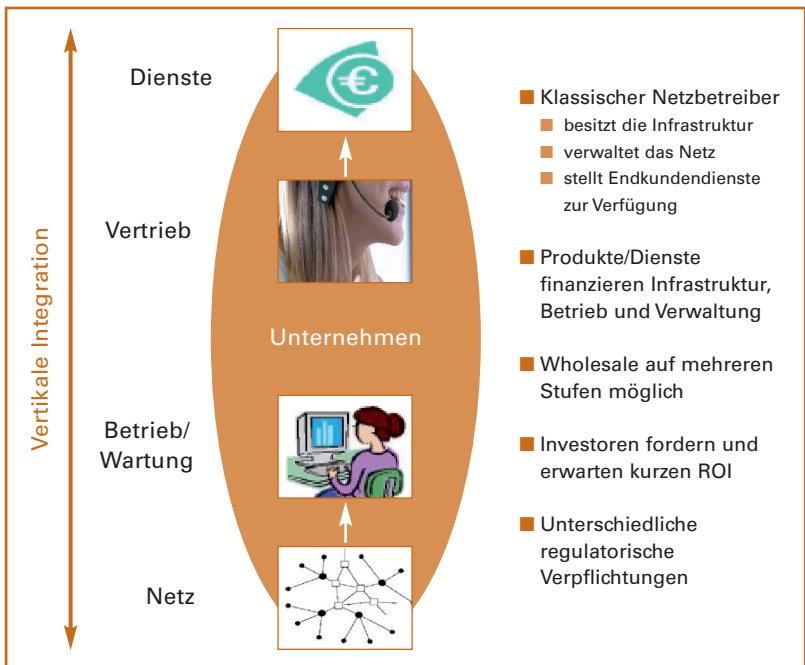 Vertikale Integration
Dienste
€
Vertrieb
Unternehmen
Betrieb/
Wartung
Netz
Klassischer Netzbetreiber
besitzt die Infrastruktur
verwaltet das Netz
stellt Endkundendienste
zur Verfügung
Produkte/Dienste
finanzieren Infrastruktur,
Betrieb und Verwaltung
Wholesale auf mehreren
Stufen möglich
Investoren fordern und
erwarten kurzen ROI
Unterschiedliche
regulatorische
Verpflichtungen